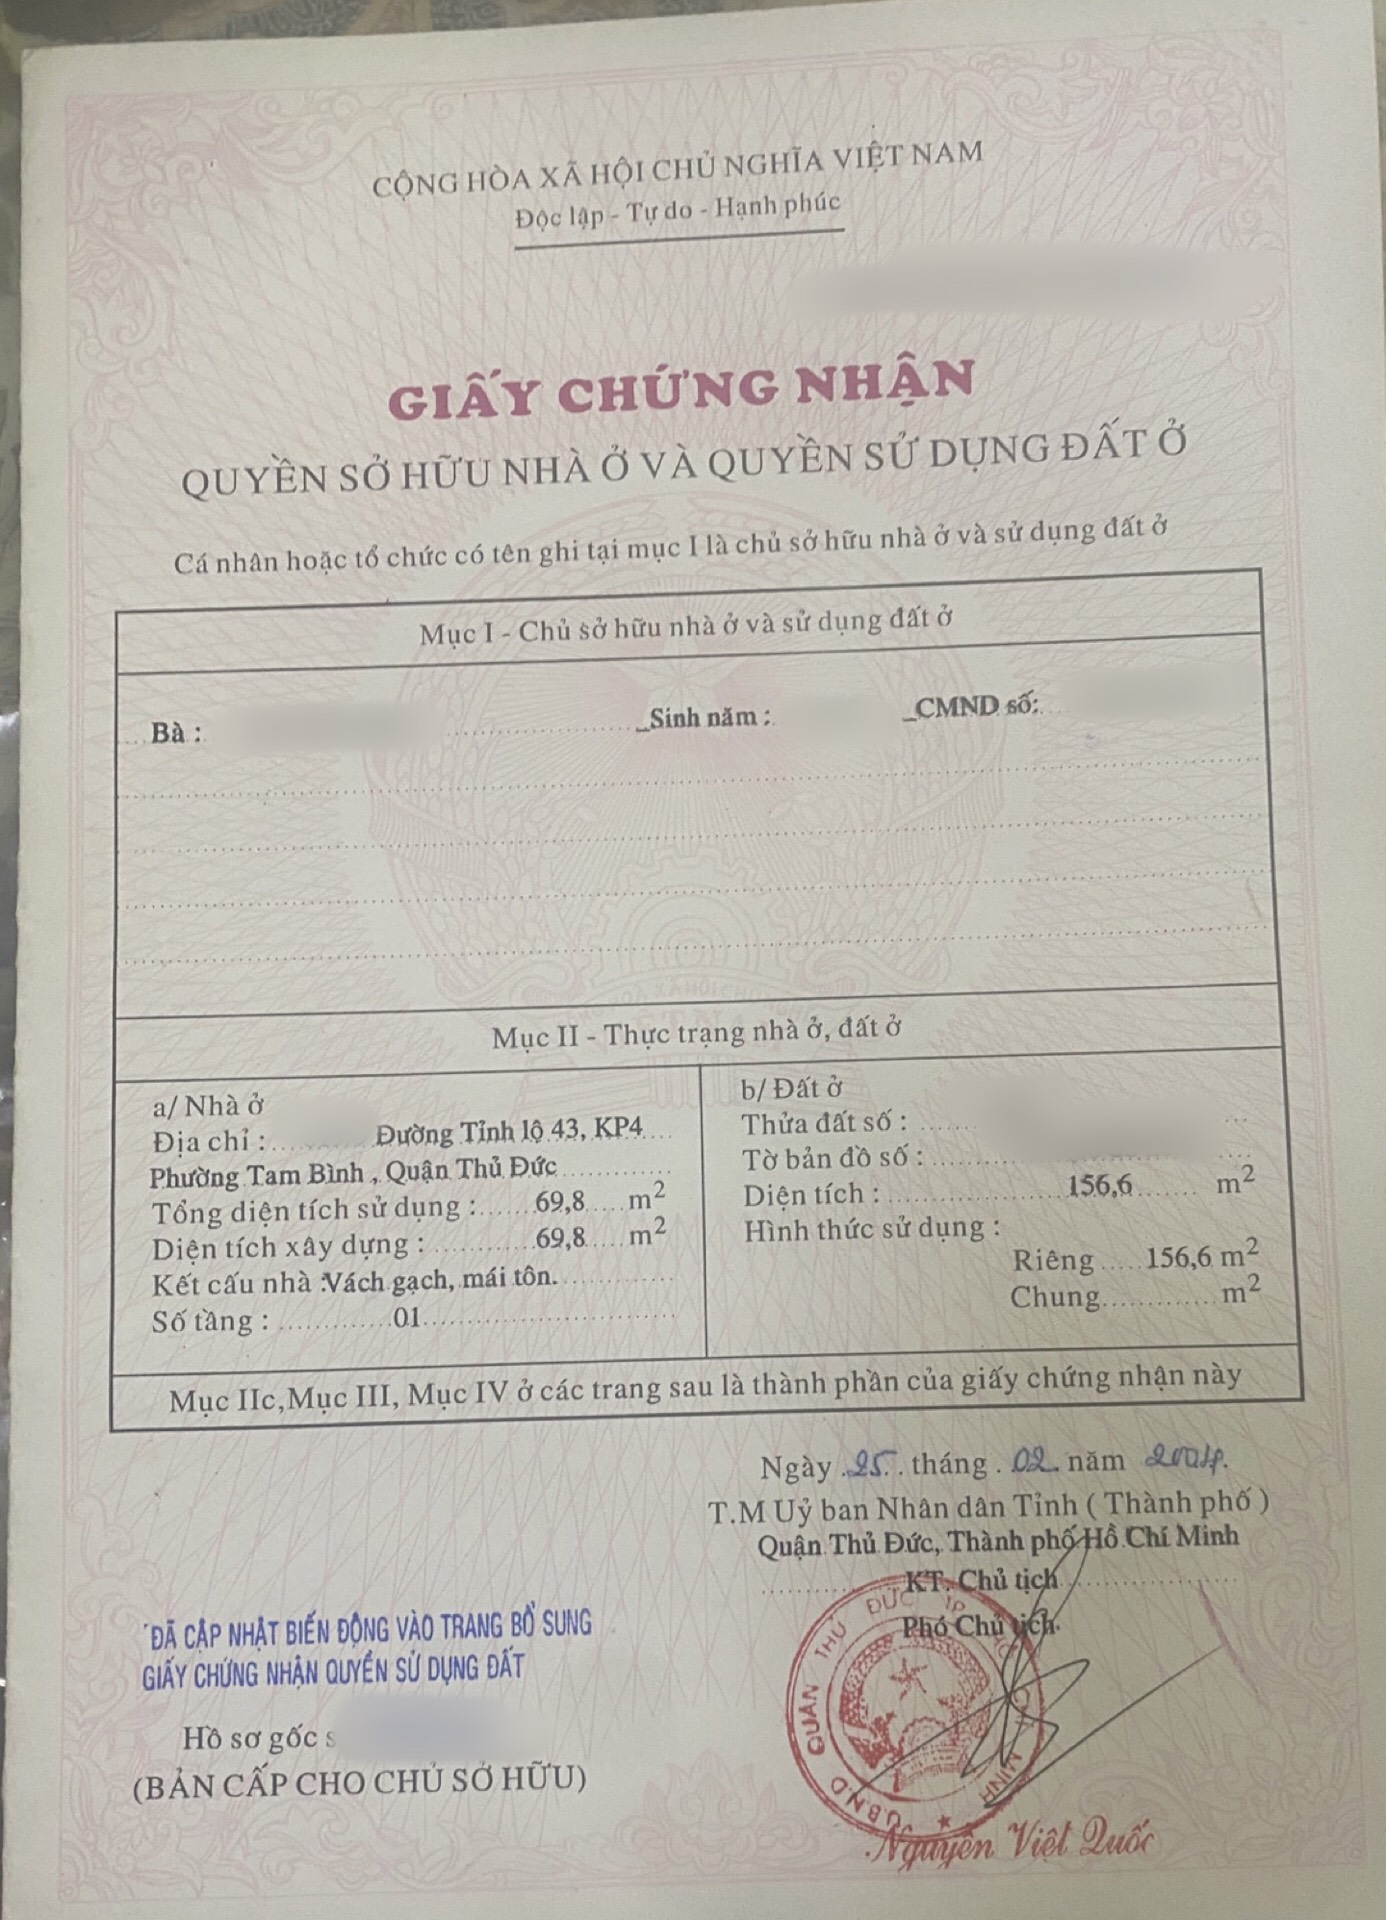 CỘNG HÒA XÃ HỘI CHỦ NGHĨA VIỆT NAM
Độc lập - Tự do - Hạnh phúc
GIẤY CHỨNG NHẬN
QUYỀN SỞ HỮU NHÀ Ở VÀ QUYỀN SỬ DỤNG ĐẤT Ở
Cá nhân hoặc tổ chức có tên ghi tại mục I là chủ sở hữu nhà ở và sử dụng đất ở
Mục I - Chủ sở hữu nhà ở và sử dụng đất ở
Bà : _Sinh năm : _CMND số:
Mục II - Thực trạng nhà ở, đất ở
a/ Nhà ở
Địa chỉ : Đường Tỉnh lộ 43, KP4
Phường Tam Bình , Quận Thủ Đức
Tổng diện tích sử dụng : 69,8 m2
Diện tích xây dựng : 69,8 m2
Kết cấu nhà :Vách gạch, mái tôn.
Số tầng : 01
b/ Đất ở
Thửa đất số :
Tờ bản đồ số :
Diện tích : 156,6 m2
Hình thức sử dụng :
Riêng 156,6 m2
Chung m2
Mục IIc,Mục III, Mục IV ở các trang sau là thành phần của giấy chứng nhận này
Ngày 25 tháng 02 năm 2004.
T.M Uỷ ban Nhân dân Tỉnh ( Thành phố )
Quận Thủ Đức, Thành phố Hồ Chí Minh
KT. Chủ tịch
Phó Chủ tịch
U.B.N.D QUẬN THỦ ĐỨC
Nguyễn Việt Quốc
ĐÃ CẬP NHẬT BIẾN ĐỘNG VÀO TRANG BỔ SUNG
GIẤY CHỨNG NHẬN QUYỀN SỬ DỤNG ĐẤT
Hồ sơ gốc s
(BẢN CẤP CHO CHỦ SỞ HỮU)